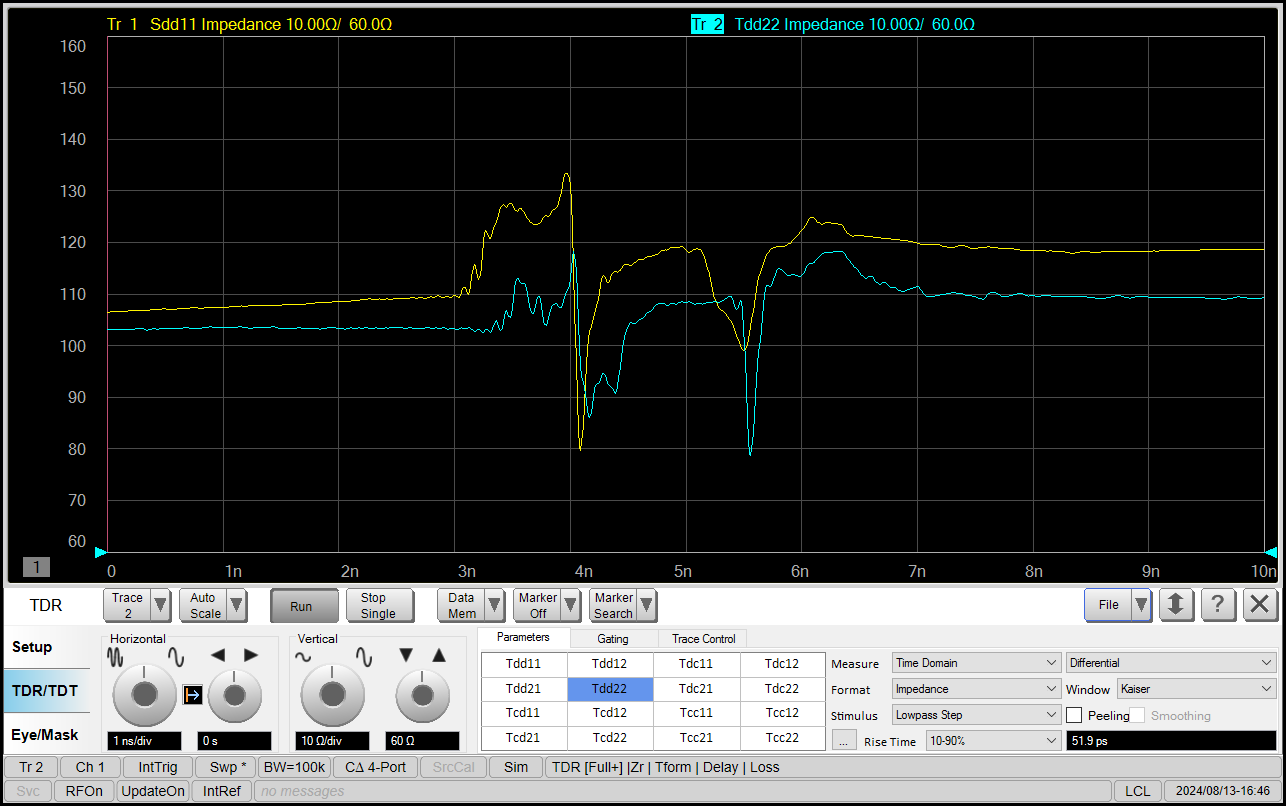 Tr 1 Sdd11 Impedance 10.00Ω/ 60.0Ω
Tr 2 Tdd22 Impedance 10.00Ω/ 60.0Ω
160
150
140
130
120
110
100
90
80
70
60
1
0 1n 2n 3n 4n 5n 6n 7n 8n 9n 10n
TDR
Trace 2
Auto Scale
Run
Stop Single
Data Mem
Marker Off
Marker Search
File
?
Setup
TDR/TDT
Eye/Mask
Horizontal
1 ns/div
0 s
Vertical
10 Ω/div
60 Ω
Parameters Gating Trace Control
Tdd11 Tdd12 Tdc11 Tdc12
Tdd21 Tdd22 Tdc21 Tdc22
Tcd11 Tcd12 Tcc11 Tcc12
Tcd21 Tcd22 Tcc21 Tcc22
Measure Time Domain Differential
Format Impedance Window Kaiser
Stimulus Lowpass Step Peeling Smoothing
... Rise Time 10-90% 51.9 ps
Tr 2 Ch 1 IntTrig Swp * BW=100k CΔ 4-Port SrcCal Sim TDR [Full+] |Zr | Tform | Delay | Loss
Svc RFOn UpdateOn IntRef no messages LCL 2024/08/13-16:46